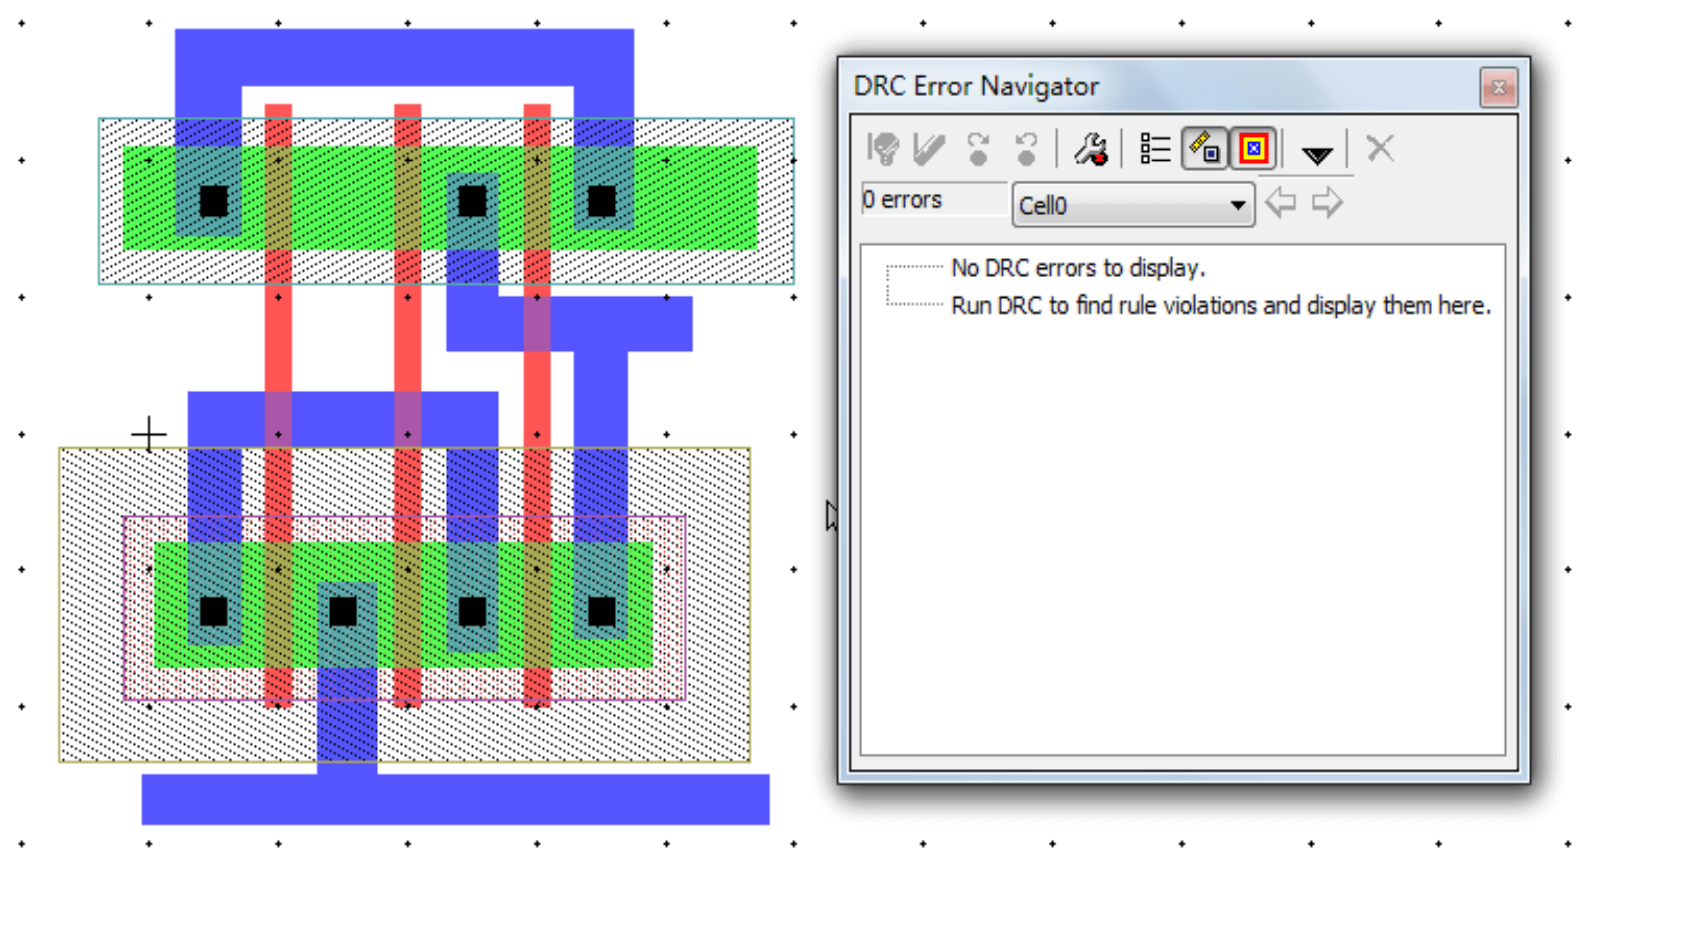 DRC Error Navigator
0 errors
Cell0
No DRC errors to display.
Run DRC to find rule violations and display them here.